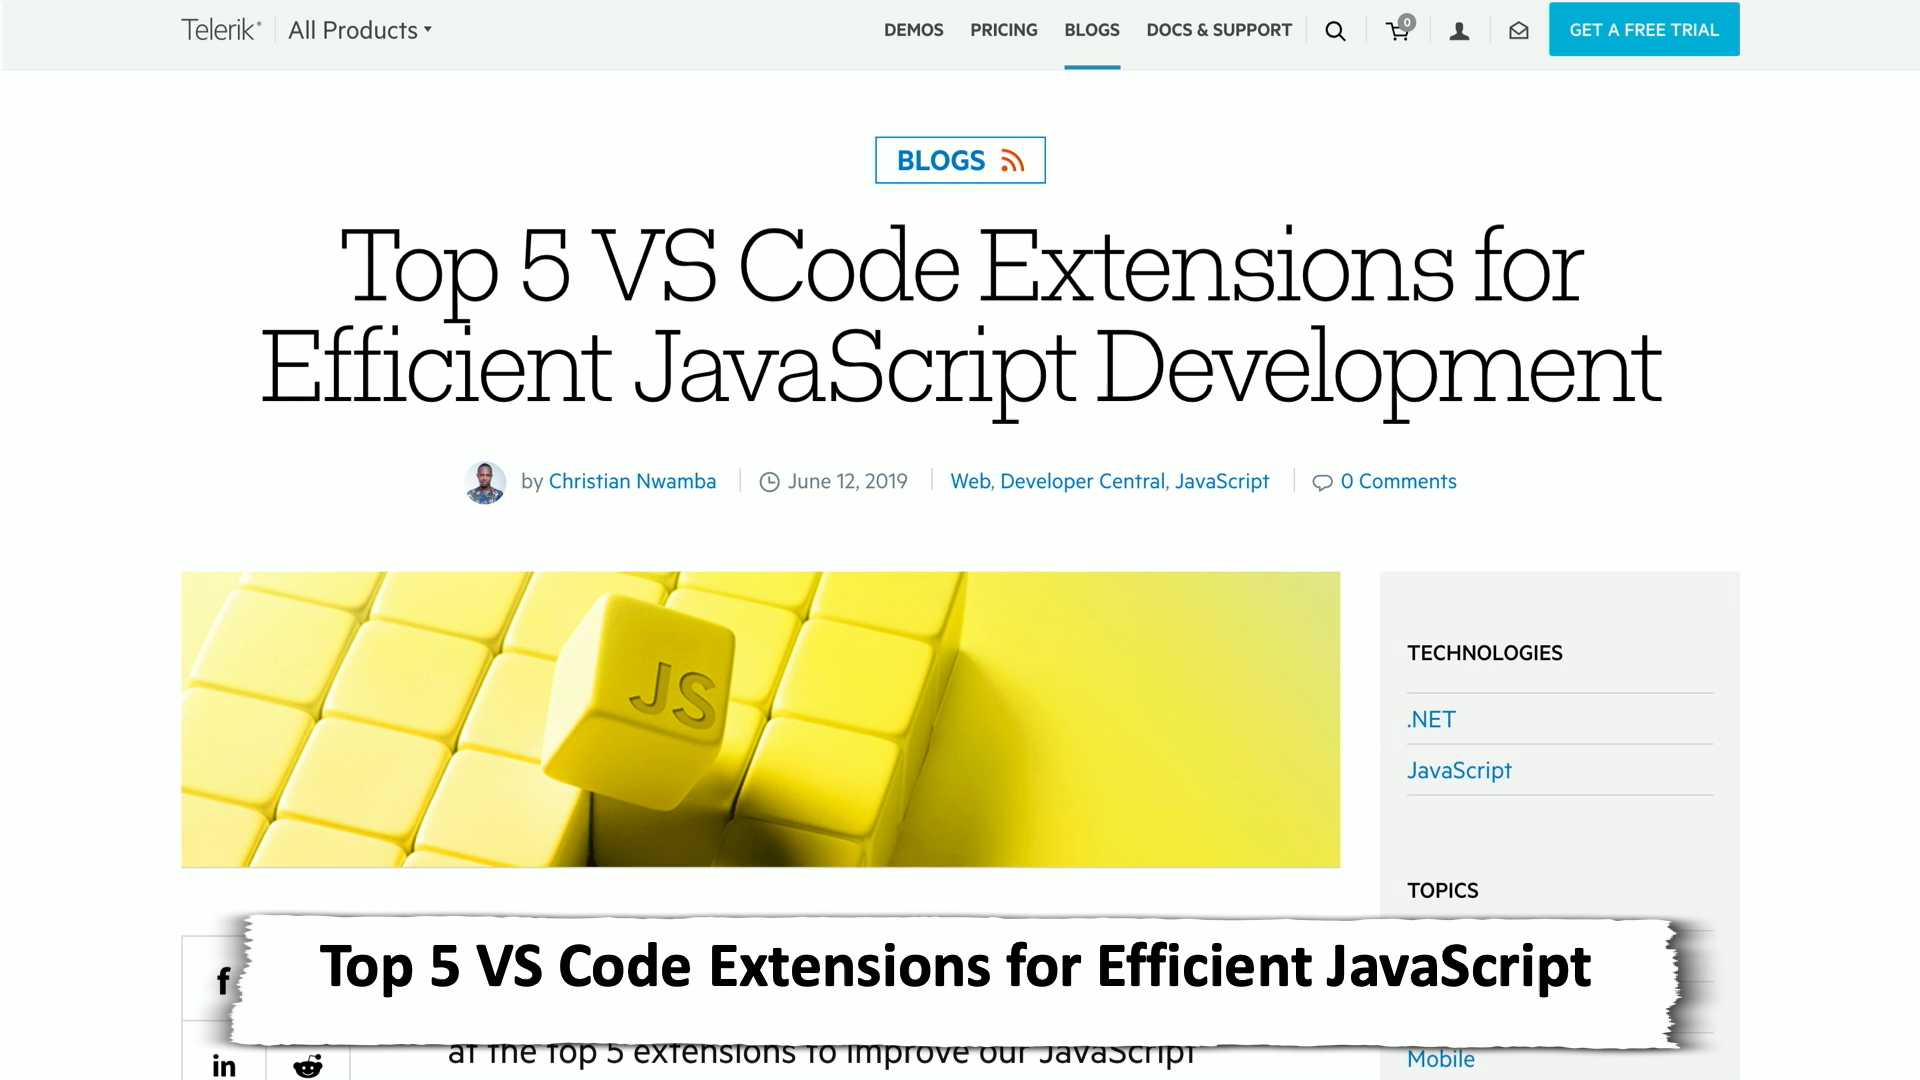 Telerik All Products
DEMOS PRICING BLOGS DOCS & SUPPORT 0 GET A FREE TRIAL
BLOGS
Top 5 VS Code Extensions for
Efficient JavaScript Development
by Christian Nwamba June 12, 2019 Web, Developer Central, JavaScript 0 Comments
JS
TECHNOLOGIES
.NET
JavaScript
TOPICS
f
Top 5 VS Code Extensions for Efficient JavaScript
in
at the top 5 extensions to improve our JavaScript
Mobile